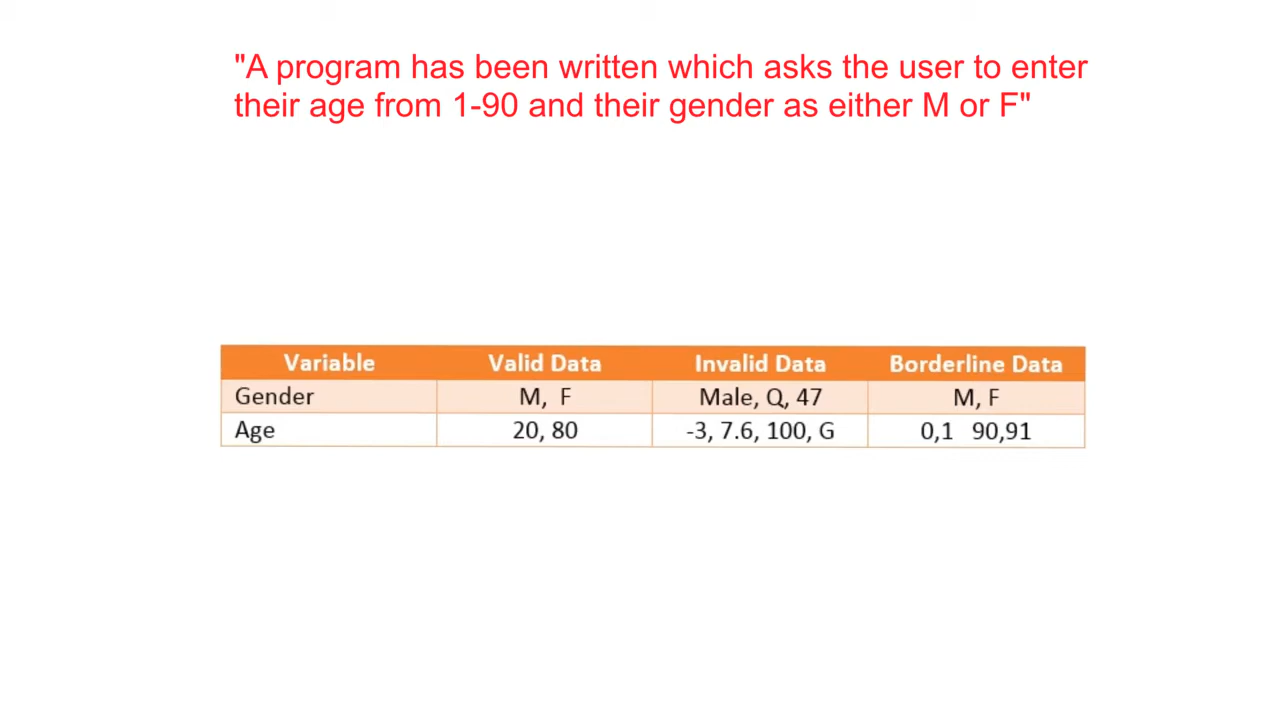 "A program has been written which asks the user to enter
their age from 1-90 and their gender as either M or F"
Variable Valid Data Invalid Data Borderline Data
Gender M, F Male, Q, 47 M, F
Age 20, 80 -3, 7.6, 100, G 0,1 90,91